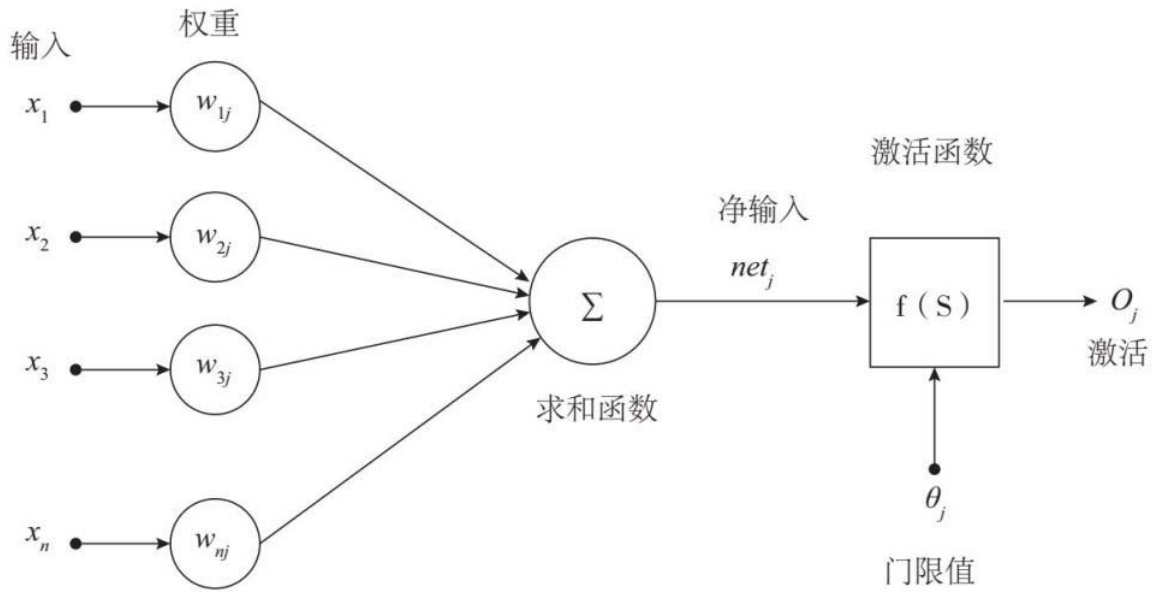 输入
权重
x₁
w₁ⱼ
x₂
w₂ⱼ
x₃
w₃ⱼ
xₙ
wₙⱼ
∑
求和函数
净输入
netⱼ
激活函数
f（S）
Oⱼ
激活
θⱼ
门限值